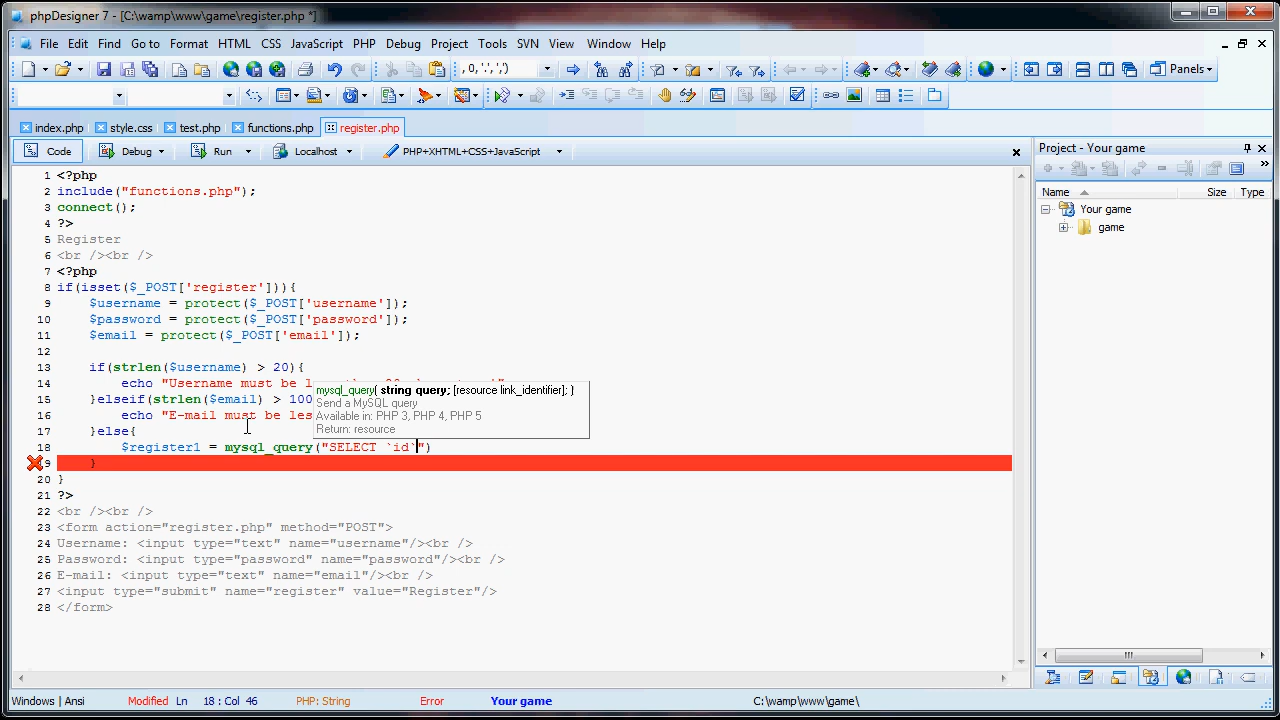 phpDesigner 7 - [C:\wamp\www\game\register.php *]
File Edit Find Go to Format HTML CSS JavaScript PHP Debug Project Tools SVN View Window Help
, 0,'.',',')
Panels
index.php style.css test.php functions.php register.php
Code Debug Run Localhost PHP+XHTML+CSS+JavaScript
1 <?php
2 include("functions.php");
3 connect();
4 ?>
5 Register
6 <br /><br />
7 <?php
8 if(isset($_POST['register'])){
9 $username = protect($_POST['username']);
10 $password = protect($_POST['password']);
11 $email = protect($_POST['email']);
12
13 if(strlen($username) > 20){
14 echo "Username must be
15 }elseif(strlen($email) > 100
16 echo "E-mail must be les
17 }else{
18 $register1 = mysql_query("SELECT `id`")
9 }
20 }
21 ?>
22 <br /><br />
23 <form action="register.php" method="POST">
24 Username: <input type="text" name="username"/><br />
25 Password: <input type="password" name="password"/><br />
26 E-mail: <input type="text" name="email"/><br />
27 <input type="submit" name="register" value="Register"/>
28 </form>
mysql_query( string query; [resource link_identifier]; )
Send a MySQL query
Available in: PHP 3, PHP 4, PHP 5
Return: resource
Project - Your game
Name Size Type
Your game
game
Windows | Ansi Modified Ln 18 : Col 46 PHP: String Error Your game C:\wamp\www\game\